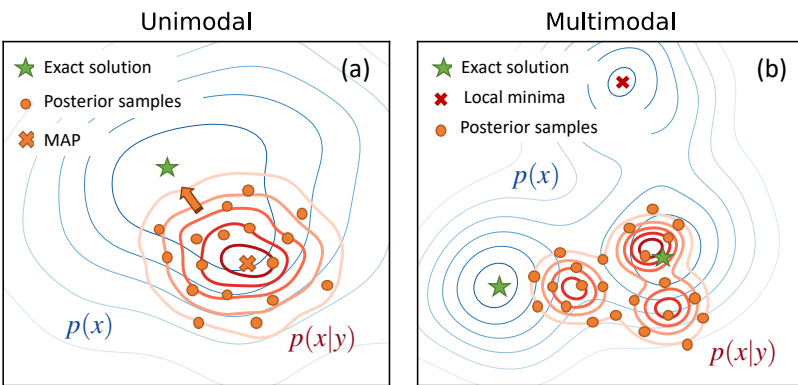 Unimodal
(a)
Exact solution
Posterior samples
MAP
p(x)
p(x|y)
Multimodal
(b)
Exact solution
Local minima
Posterior samples
p(x)
p(x|y)